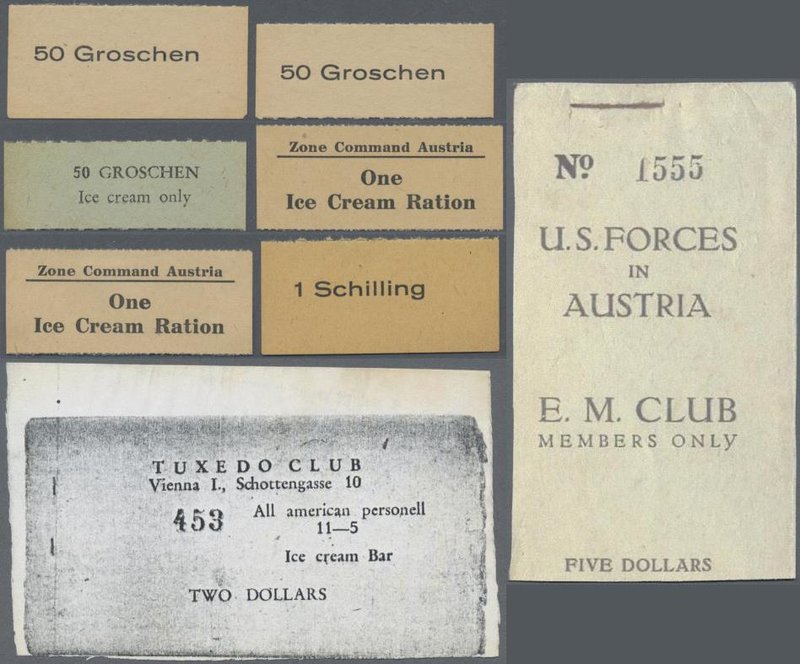 50 Groschen
50 Groschen
50 GROSCHEN
Ice cream only
Zone Command Austria
One
Ice Cream Ration
Zone Command Austria
One
Ice Cream Ration
1 Schilling
TUXEDO CLUB
Vienna I., Schottengasse 10
453
All american personell
11—5
Ice cream Bar
TWO DOLLARS
Nº 1555
U.S. FORCES
IN
AUSTRIA
E. M. CLUB
MEMBERS ONLY
FIVE DOLLARS